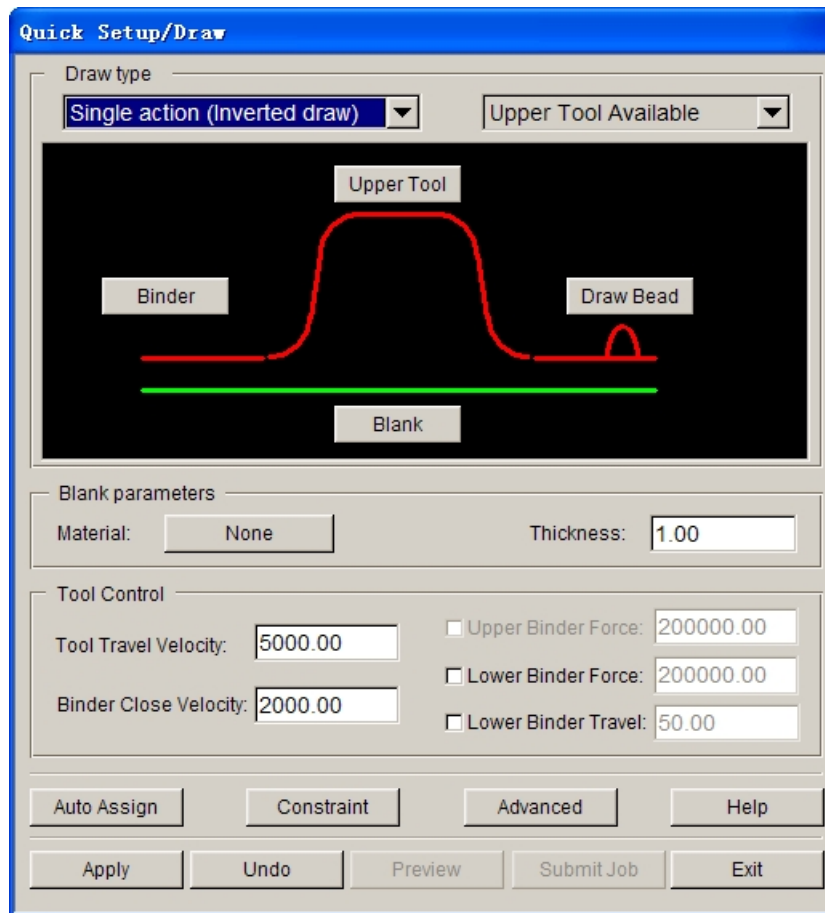 Quick Setup/Draw
Draw type
Single action (Inverted draw)
Upper Tool Available
Upper Tool
Binder
Draw Bead
Blank
Blank parameters
Material:
None
Thickness:
1.00
Tool Control
Tool Travel Velocity:
5000.00
Upper Binder Force:
200000.00
Lower Binder Force:
200000.00
Binder Close Velocity:
2000.00
Lower Binder Travel:
50.00
Auto Assign
Constraint
Advanced
Help
Apply
Undo
Preview
Submit Job
Exit